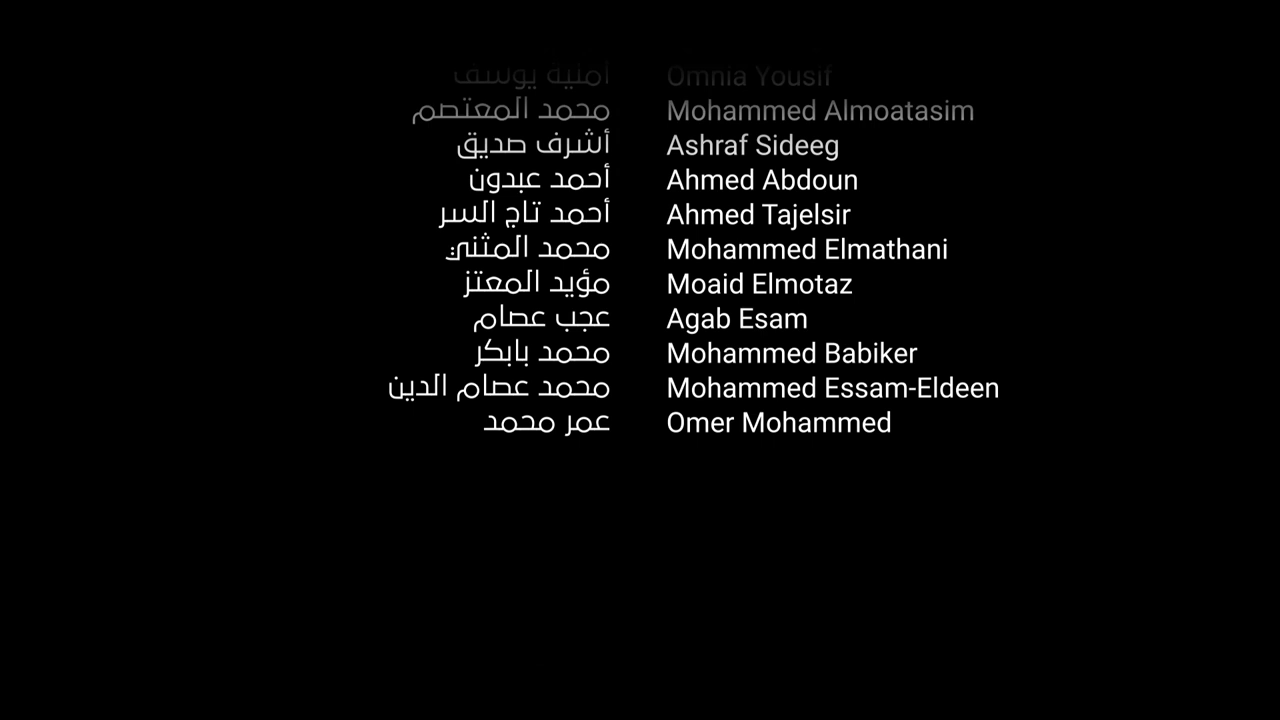 أمنية يوسف Omnia Yousif
محمد المعتصم Mohammed Almoatasim
أشرف صديق Ashraf Sideeg
أحمد عبدون Ahmed Abdoun
أحمد تاج السر Ahmed Tajelsir
محمد المثني Mohammed Elmathani
مؤيد المعتز Moaid Elmotaz
عجب عصام Agab Esam
محمد بابكر Mohammed Babiker
محمد عصام الدين Mohammed Essam-Eldeen
عمر محمد Omer Mohammed